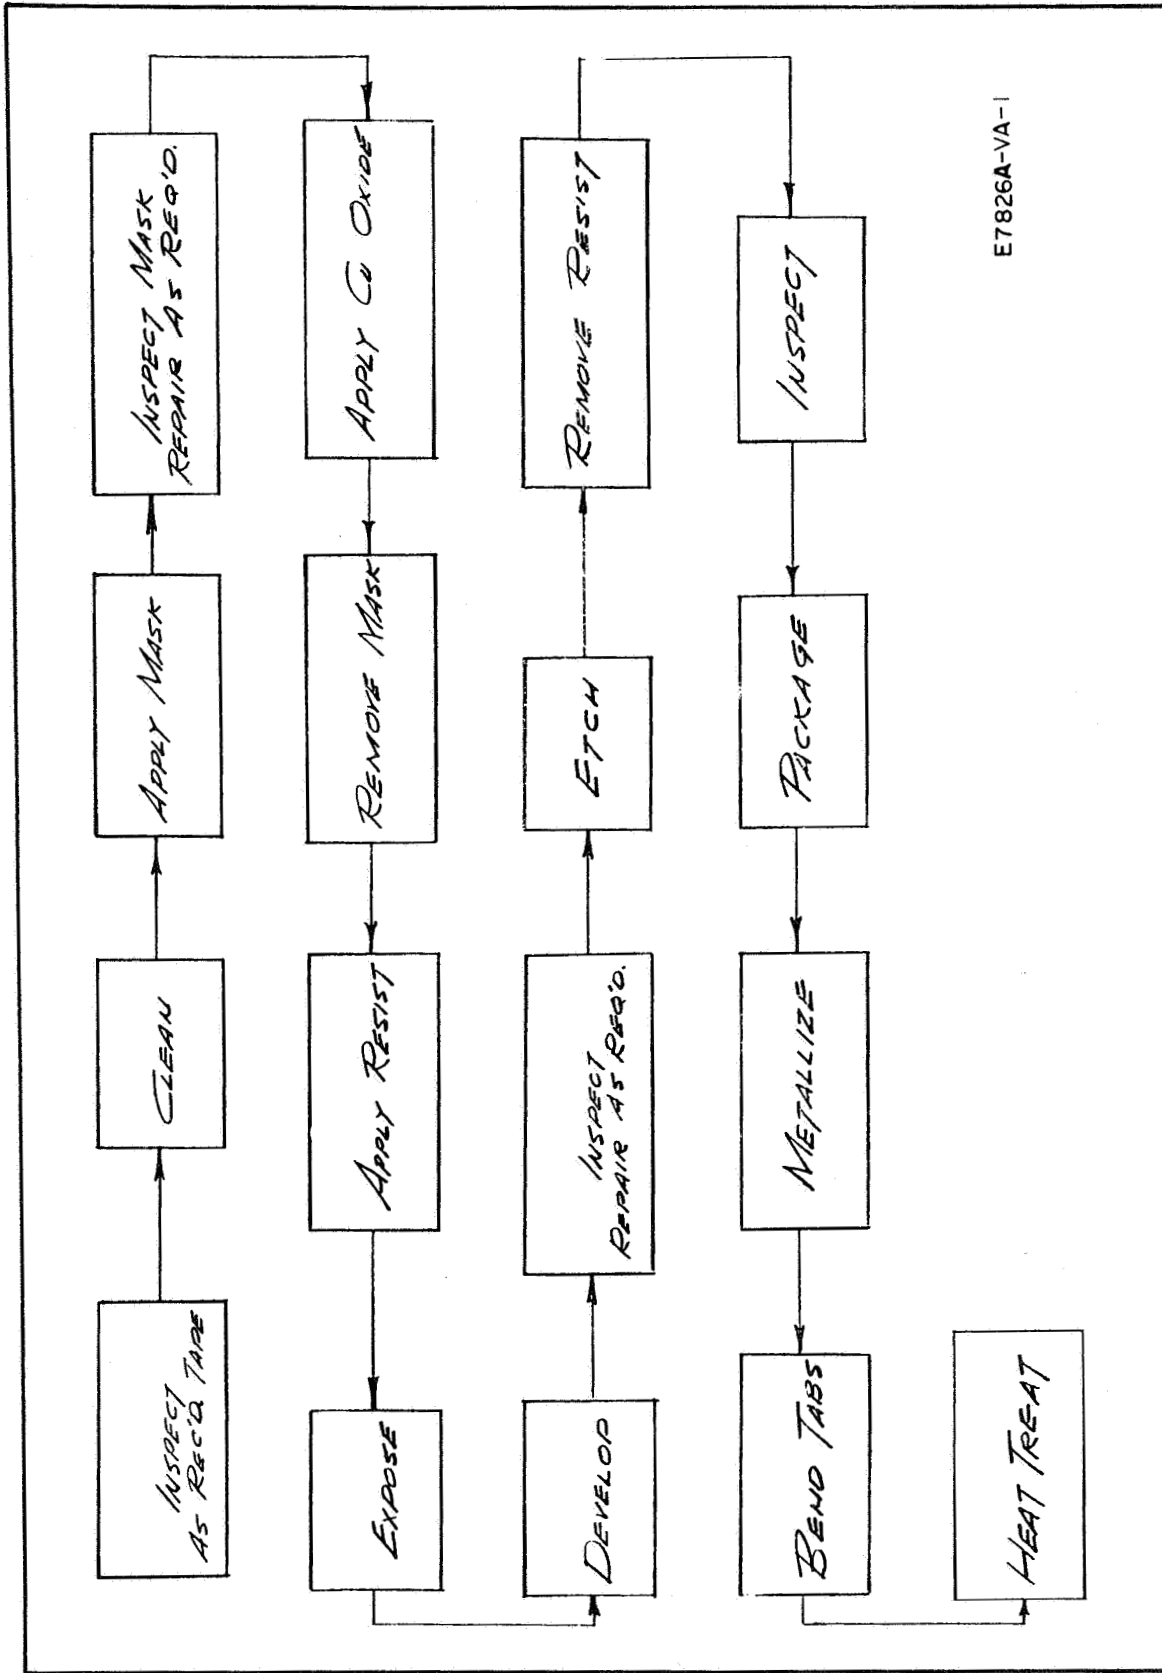 INSPECT
AS REC'D. TAPE
CLEAN
APPLY MASK
INSPECT MASK
REPAIR AS REQ'D.
APPLY CU OXIDE
REMOVE MASK
APPLY RESIST
EXPOSE
DEVELOP
INSPECT
REPAIR AS REQ'D.
ETCH
REMOVE RESIST
INSPECT
PACKAGE
METALLIZE
BEND TABS
HEAT TREAT
E7826A-VA-1